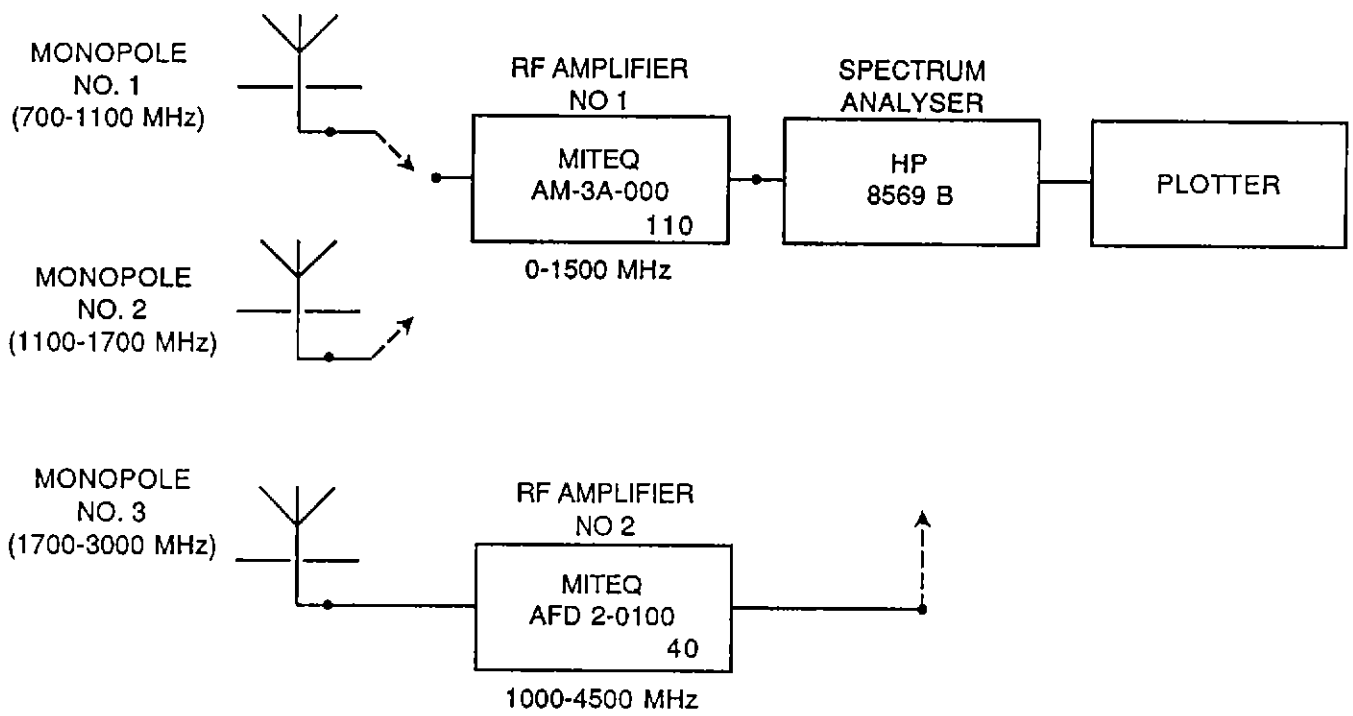 MONOPOLE
NO. 1
(700-1100 MHz)
RF AMPLIFIER
NO 1
MITEQ
AM-3A-000
110
0-1500 MHz
SPECTRUM
ANALYSER
HP
8569 B
PLOTTER
MONOPOLE
NO. 2
(1100-1700 MHz)
MONOPOLE
NO. 3
(1700-3000 MHz)
RF AMPLIFIER
NO 2
MITEQ
AFD 2-0100
40
1000-4500 MHz